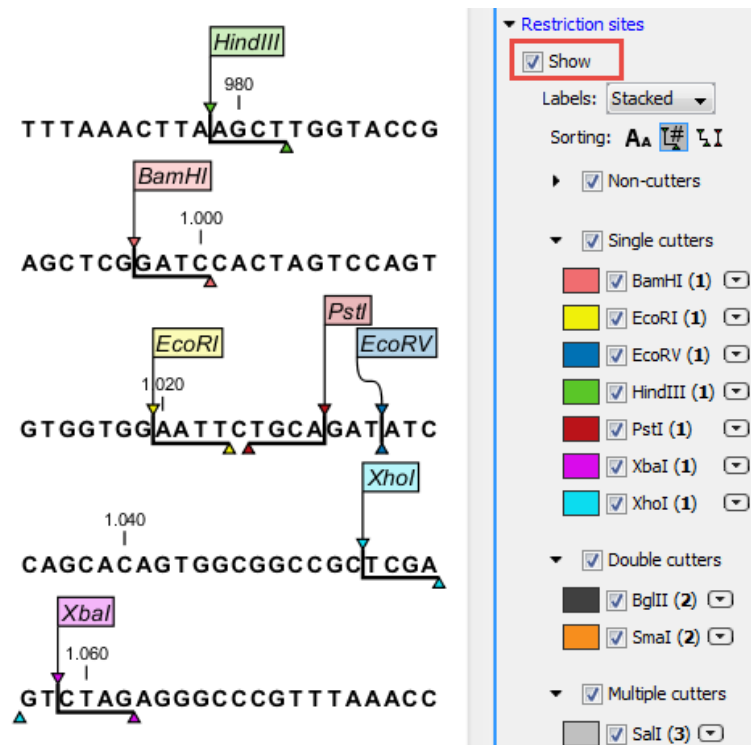 HindIII
980
TTTAAACTTAAGCTTGGTACCG
BamHI
1.000
AGCTCGGATCCACTAGTCCAGT
PstI
EcoRI
EcoRV
1.020
GTGGTGGAATTCTGCAGATATC
XhoI
1.040
CAGCACAGTGGCGGCCGCTCGA
XbaI
1.060
GTCTAGAGGGCCCGTTTAAACC
Restriction sites
Show
Labels: Stacked
Sorting: AA #
Non-cutters
Single cutters
BamHI (1)
EcoRI (1)
EcoRV (1)
HindIII (1)
PstI (1)
XbaI (1)
XhoI (1)
Double cutters
BglII (2)
SmaI (2)
Multiple cutters
SalI (3)